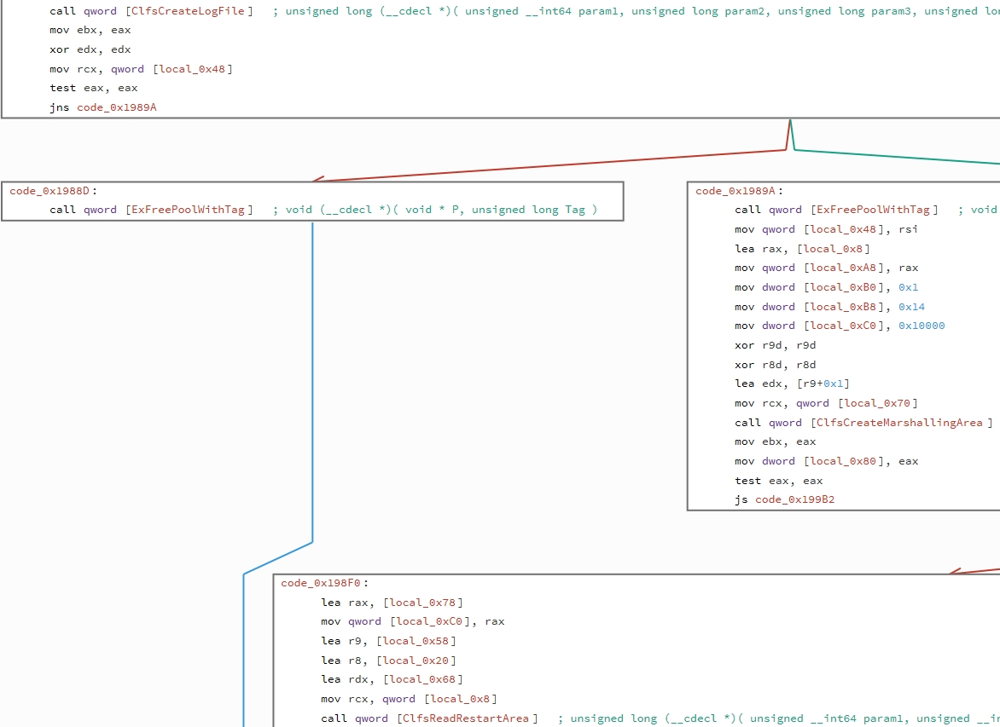 call qword [ClfsCreateLogFile] ; unsigned long (__cdecl *)( unsigned __int64 param1, unsigned long param2, unsigned long param3, unsigned
mov ebx, eax
xor edx, edx
mov rcx, qword [local_0x48]
test eax, eax
jns code_0x1989A
code_0x1988D:
call qword [ExFreePoolWithTag] ; void (__cdecl *)( void * P, unsigned long Tag )
code_0x1989A:
call qword [ExFreePoolWithTag] ; void
mov qword [local_0x48], rsi
lea rax, [local_0x8]
mov qword [local_0xA8], rax
mov dword [local_0xB0], 0x1
mov dword [local_0xB8], 0x14
mov dword [local_0xC0], 0x10000
xor r9d, r9d
xor r8d, r8d
lea edx, [r9+0x1]
mov rcx, qword [local_0x70]
call qword [ClfsCreateMarshallingArea]
mov ebx, eax
mov dword [local_0x80], eax
test eax, eax
js code_0x199B2
code_0x198F0:
lea rax, [local_0x78]
mov qword [local_0xC0], rax
lea r9, [local_0x58]
lea r8, [local_0x20]
lea rdx, [local_0x68]
mov rcx, qword [local_0x8]
call qword [ClfsReadRestartArea] ; unsigned long (__cdecl *)( unsigned __int64 param1, unsigned